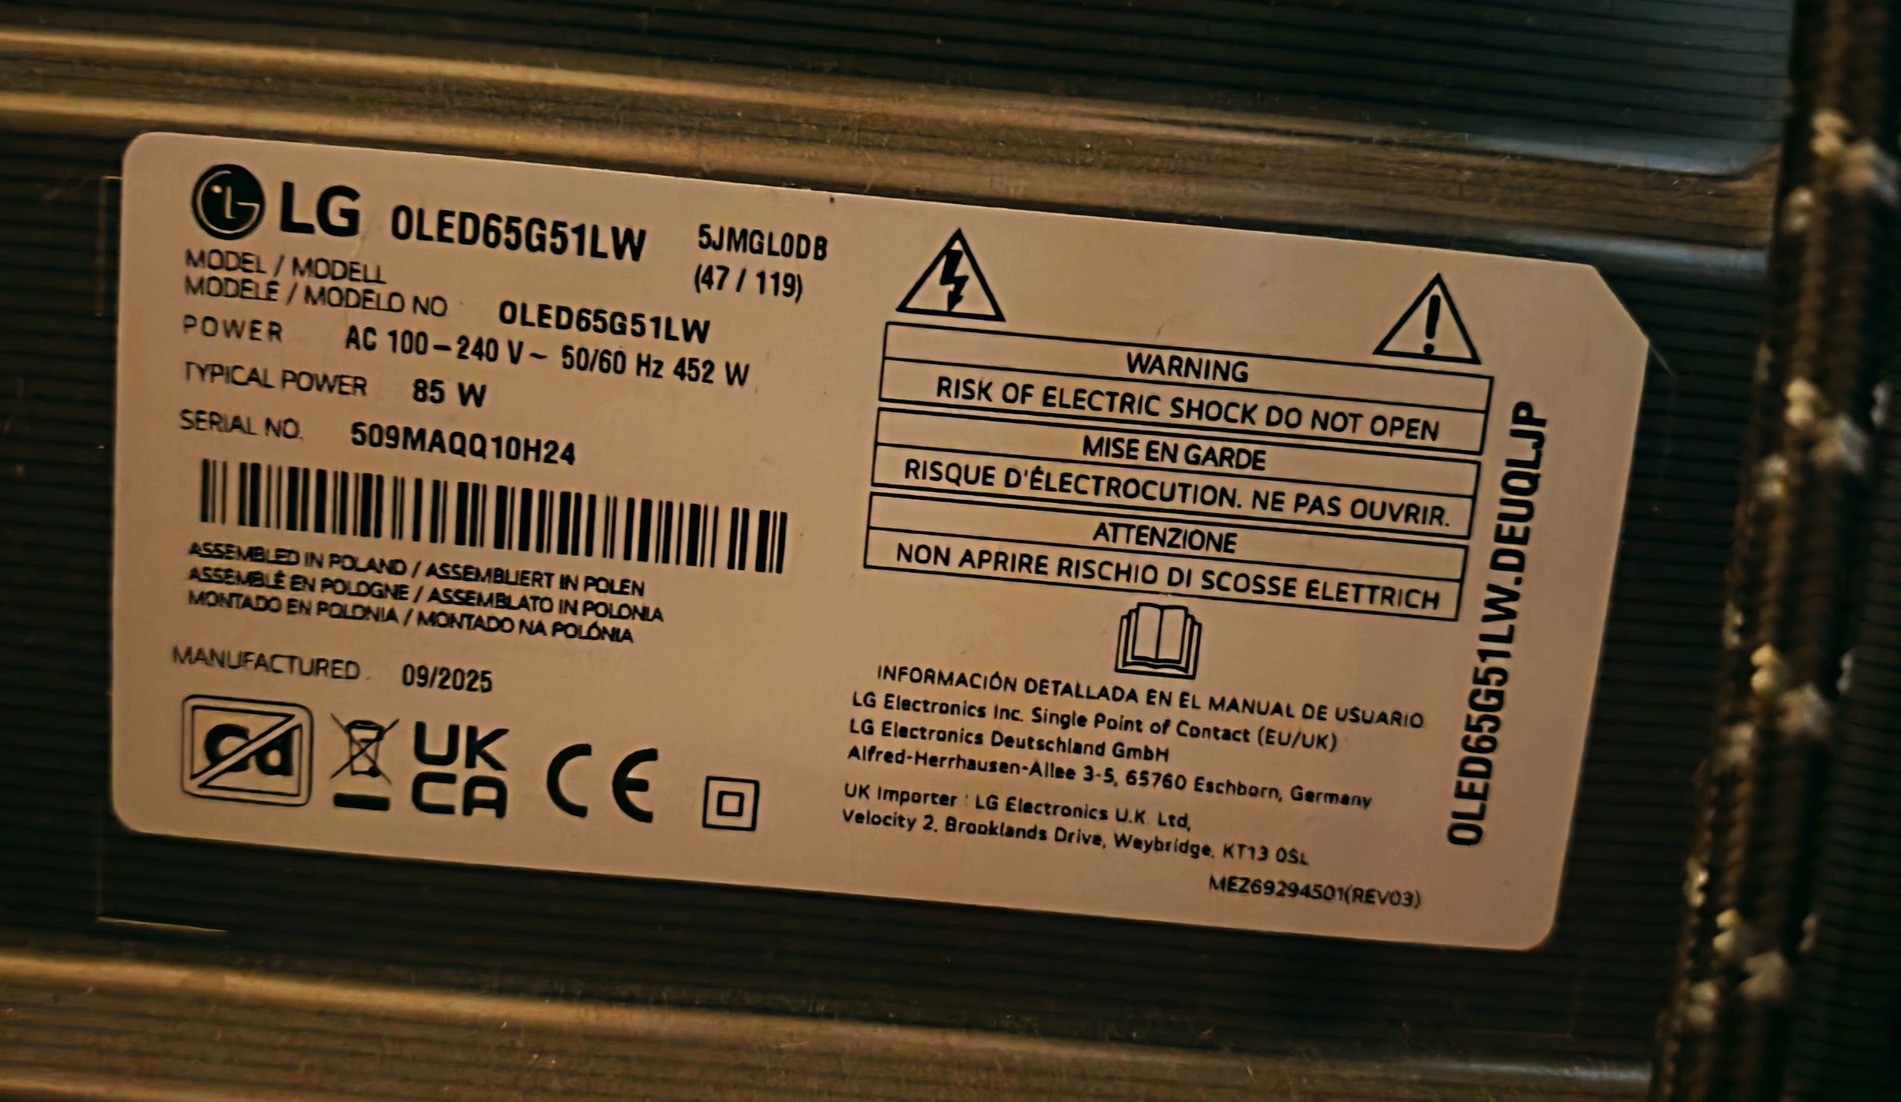 LG OLED65G51LW 5JMGL0DB
(47 / 119)
MODEL / MODELL
MODELE / MODELO NO OLED65G51LW
POWER AC 100–240 V~ 50/60 Hz 452 W
TYPICAL POWER 85 W
SERIAL NO. 509MAQQ10H24
ASSEMBLED IN POLAND / ASSEMBLIERT IN POLEN
ASSEMBLÉ EN POLOGNE / ASSEMBLATO IN POLONIA
MONTADO EN POLONIA / MONTADO NA POLÓNIA
MANUFACTURED. 09/2025
Cd
UK
CA
CE
WARNING
RISK OF ELECTRIC SHOCK DO NOT OPEN
MISE EN GARDE
RISQUE D'ÉLECTROCUTION. NE PAS OUVRIR.
ATTENZIONE
NON APRIRE RISCHIO DI SCOSSE ELETTRICH
INFORMACIÓN DETALLADA EN EL MANUAL DE USUARIO
LG Electronics Inc. Single Point of Contact (EU/UK)
LG Electronics Deutschland GmbH
Alfred-Herrhausen-Allee 3-5, 65760 Eschborn, Germany
UK Importer : LG Electronics U.K. Ltd,
Velocity 2, Brooklands Drive, Weybridge, KT13 0SL
MEZ69294501(REV03)
OLED65G51LW.DEUQLJP